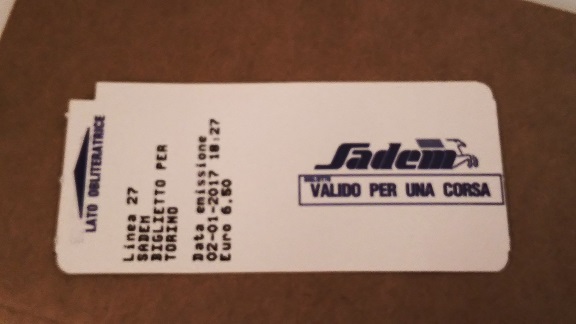 LATO OBLITERATRICE
Linea 27
SADEM
BIGLIETTO PER
TORINO
Data emissione
02-01-2017 18:27
Euro 6.50
Sadem
BIGLIETTO
VALIDO PER UNA CORSA